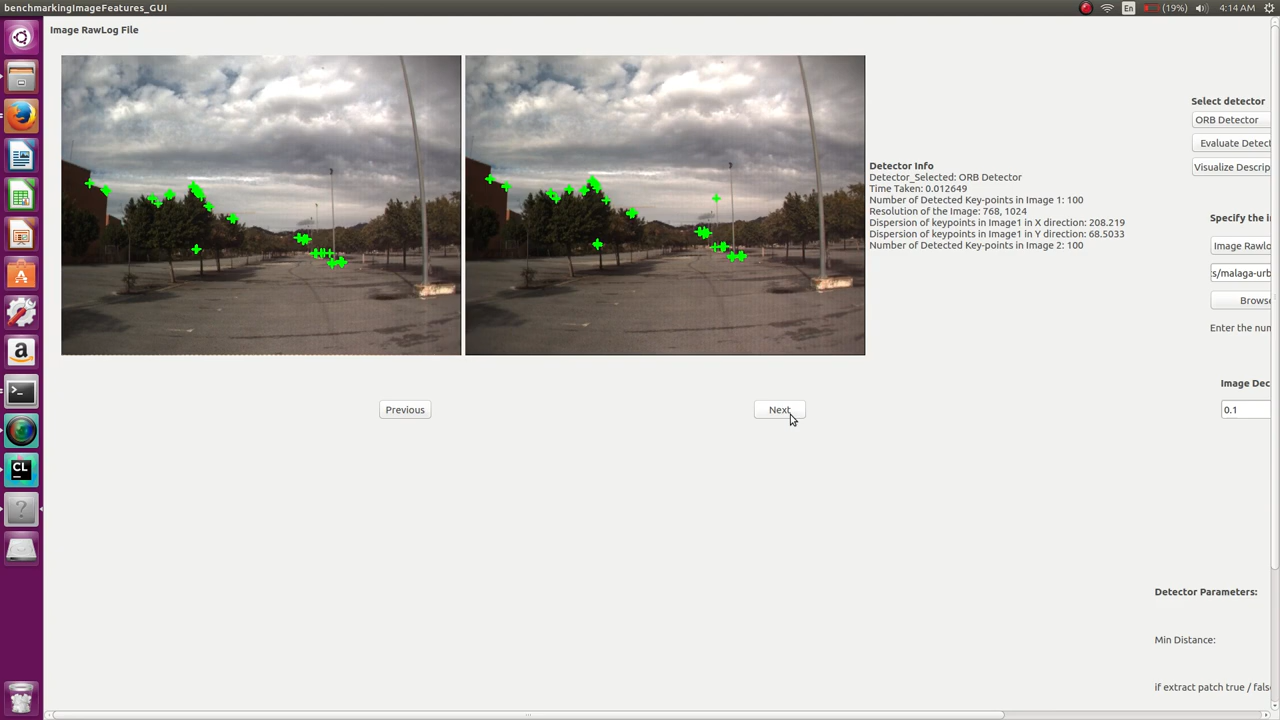 benchmarkingImageFeatures_GUI
En
(19%)
4:14 AM
Image RawLog File
Detector Info
Detector_Selected: ORB Detector
Time Taken: 0.012649
Number of Detected Key-points in Image 1: 100
Resolution of the Image: 768, 1024
Dispersion of keypoints in Image1 in X direction: 208.219
Dispersion of keypoints in Image1 in Y direction: 68.5033
Number of Detected Key-points in Image 2: 100
Select detector
ORB Detector
Evaluate Detect
Visualize Descrip
Specify the i
Image Rawlo
s/malaga-urb
Browse
Enter the num
Image Dec
0.1
Previous
Next
CL
Detector Parameters:
Min Distance:
if extract patch true / false